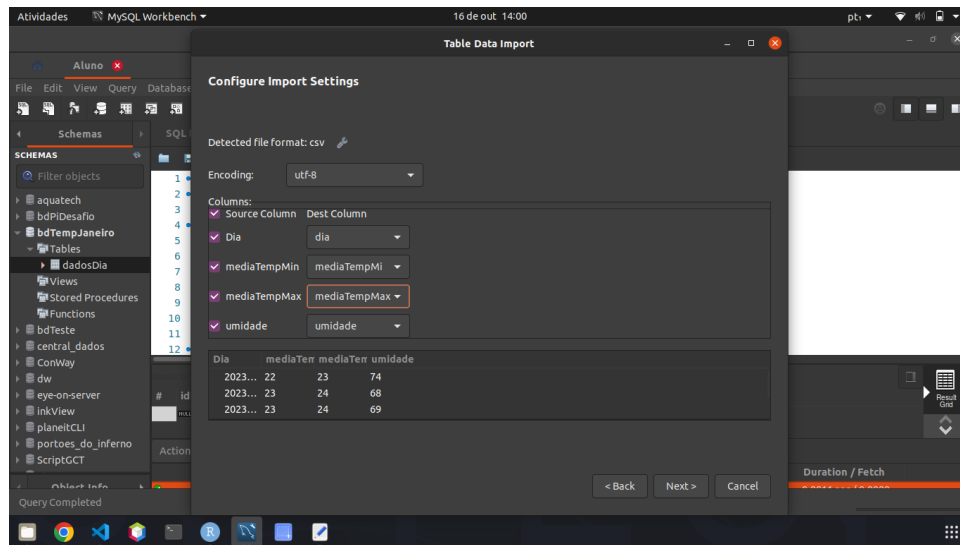 Atividades MySQL Workbench 16 de out 14:00 pt₁
Table Data Import
Aluno
File Edit View Query Database
Schemas SQL
SCHEMAS
Filter objects
aquatech
bdPiDesafio
bdTempJaneiro
Tables
dadosDia
Views
Stored Procedures
Functions
bdTeste
central_dados
ConWay
dw
eye-on-server
inkView
planeitCLI
portoes_do_inferno
ScriptGCT
Object Info
Query Completed
1
2
3
4
5
6
7
8
9
10
11
12
# id
NULL
Action
Configure Import Settings
Detected file format: csv
Encoding: utf-8
Columns:
Source Column Dest Column
Dia dia
mediaTempMin mediaTempMi
mediaTempMax mediaTempMax
umidade umidade
Dia mediaTen mediaTen umidade
2023... 22 23 74
2023... 23 24 68
2023... 23 24 69
< Back Next > Cancel
Result
Grid
Duration / Fetch